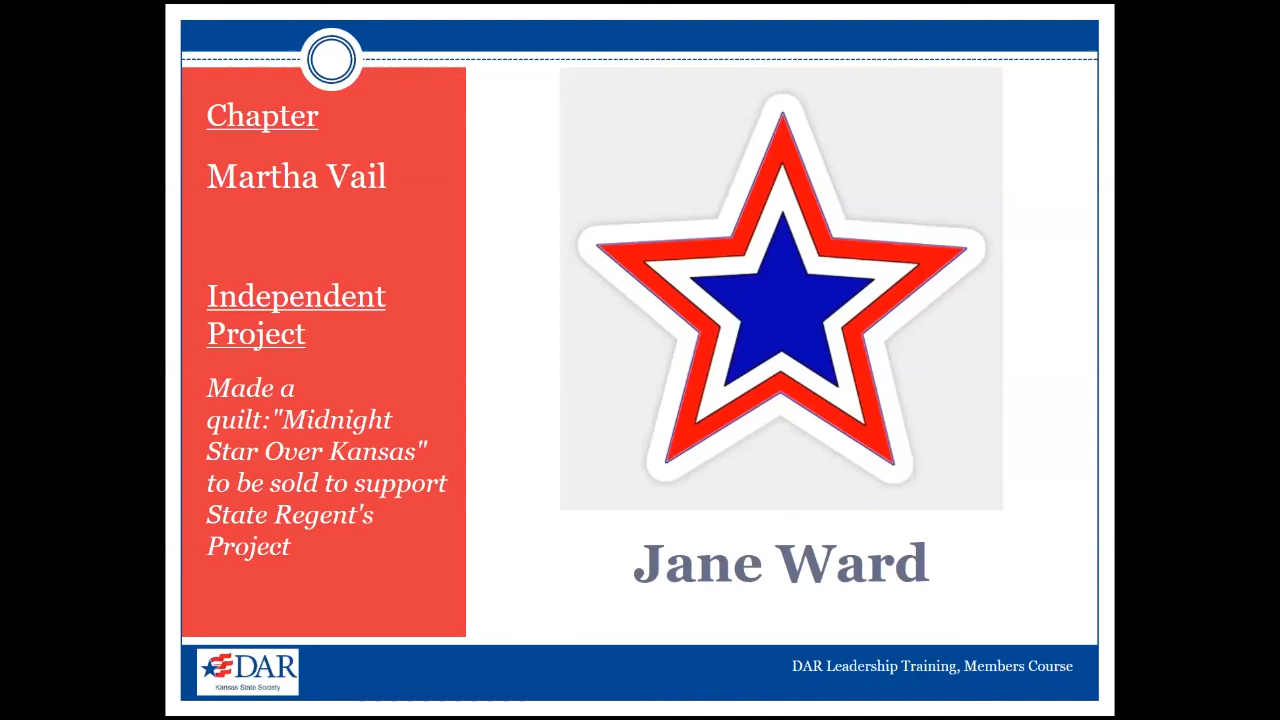 Chapter
Martha Vail
Independent
Project
Made a
quilt:"Midnight
Star Over Kansas"
to be sold to support
State Regent's
Project
Jane Ward
DAR
Kansas State Society
DAR Leadership Training, Members Course